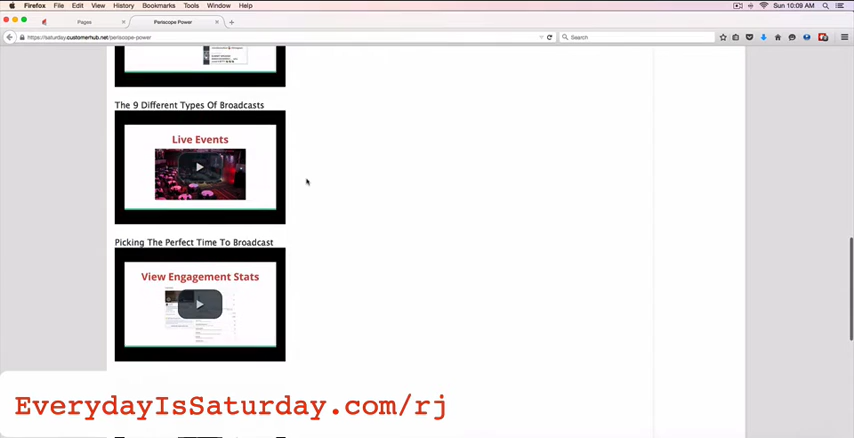 Firefox File Edit View History Bookmarks Tools Window Help
Sun 10:09 AM
Pages
Periscope Power
https://saturday.customerhub.net/periscope-power
Search
The 9 Different Types Of Broadcasts
Live Events
Picking The Perfect Time To Broadcast
View Engagement Stats
EverydayIsSaturday.com/rj